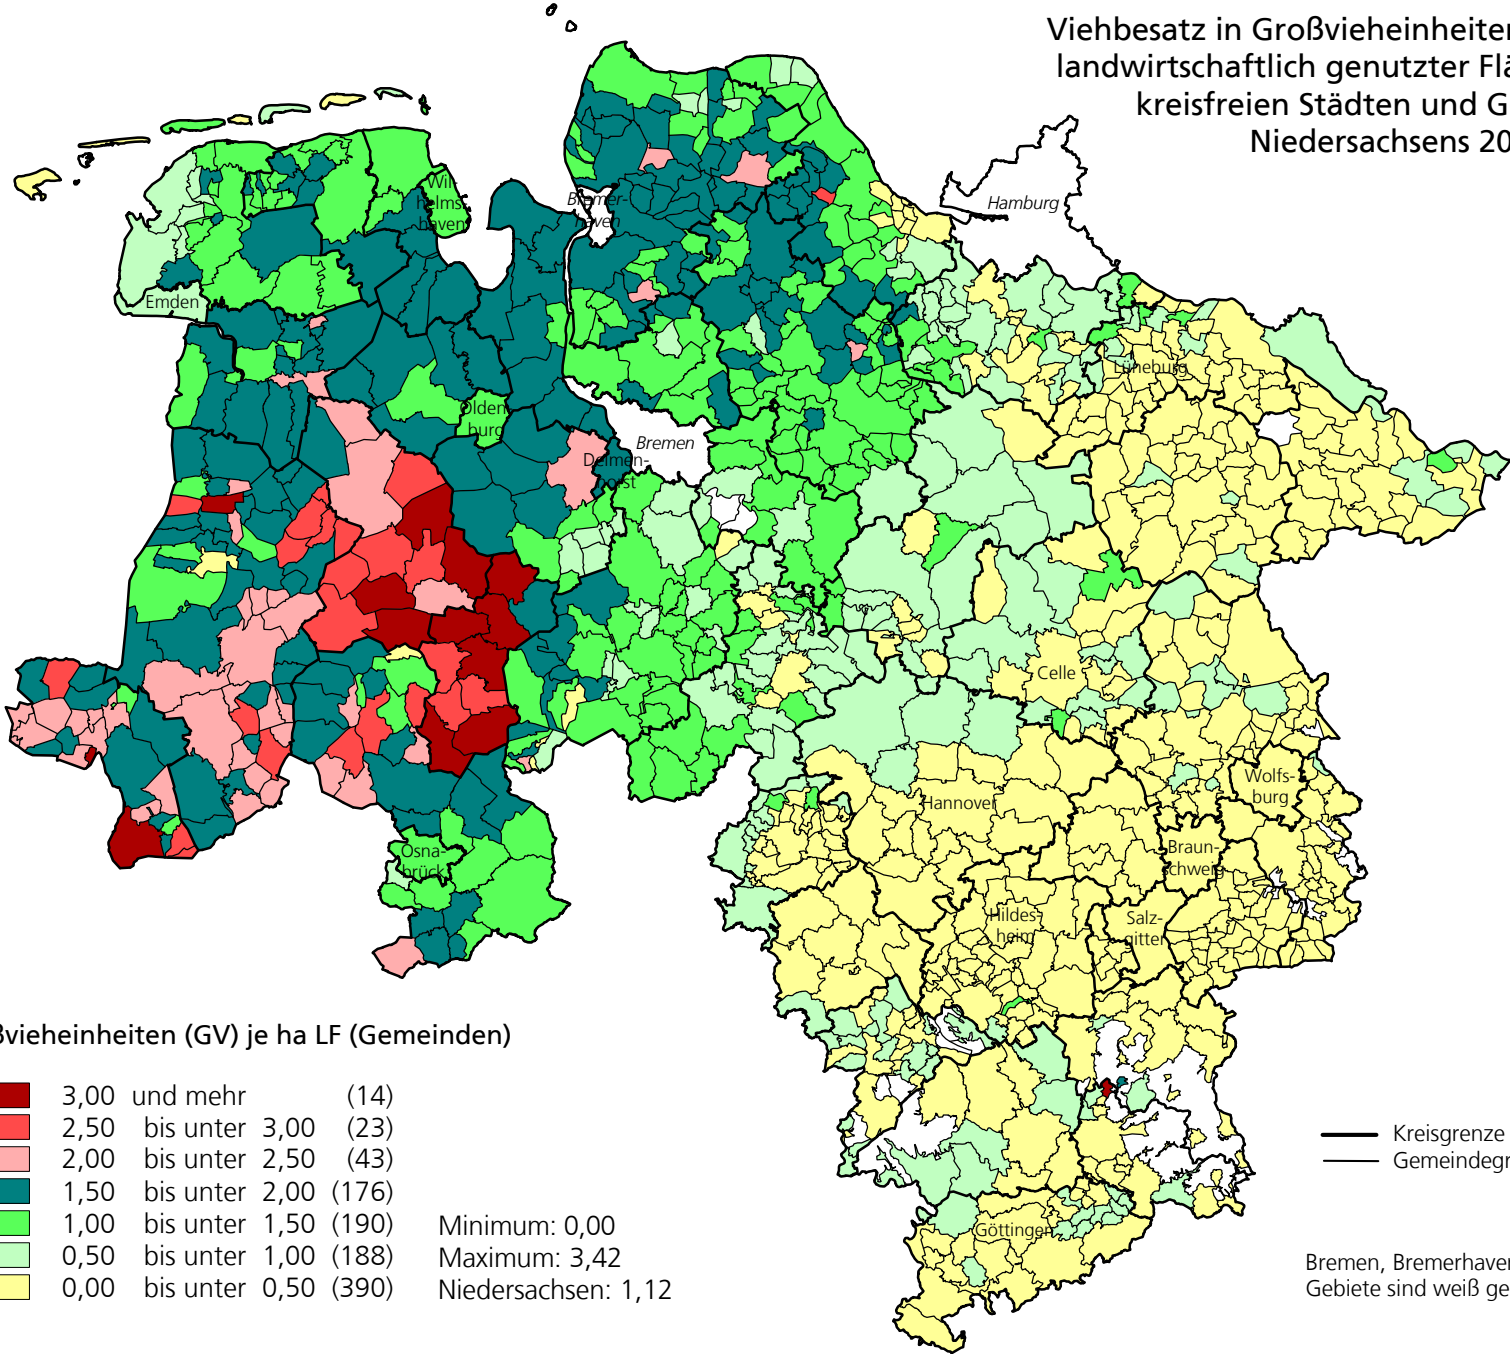 Viehbesatz in Großvieheinheiten
landwirtschaftlich genutzter
kreisfreien Städten und
Niedersachsens
Hamburg
Wil-
helms-
haven
Bremer-
haven
Emden
Lüneburg
Olden-
burg
Bremen
Delmen-
horst
Celle
Wolfs-
burg
Hannover
Braun-
schweig
Osna-
brück
Hildes-
heim
Salz-
gitter
Göttingen
(GV) je ha LF (Gemeinden)
3,00 und mehr (14)
2,50 bis unter 3,00 (23)
2,00 bis unter 2,50 (43)
1,50 bis unter 2,00 (176)
1,00 bis unter 1,50 (190)
0,50 bis unter 1,00 (188)
0,00 bis unter 0,50 (390)
Minimum: 0,00
Maximum: 3,42
Niedersachsen: 1,12
Kreisgrenze
Bremen, Bremerhaven
Gebiete sind weiß